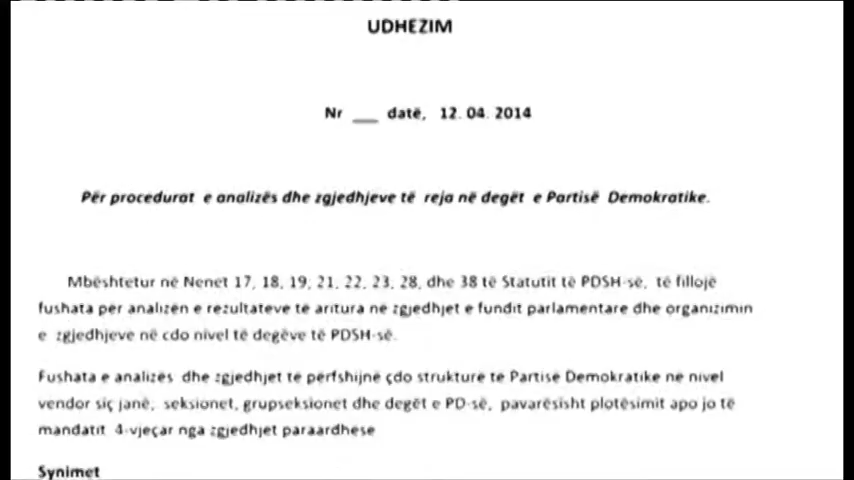 UDHEZIM
Nr ___ datë, 12. 04. 2014
Për procedurat e analizës dhe zgjedhjeve të reja në degët e Partisë Demokratike.
Mbështetur në Nenet 17, 18, 19, 21, 22, 23, 28, dhe 38 të Statutit të PDSH-së, të fillojë
fushata për analizën e rezultateve të aritura në zgjedhjet e fundit parlamentare dhe organizimin
e zgjedhjeve në cdo nivel të degëve të PDSH-së.
Fushata e analizës dhe zgjedhjet të përfshijnë çdo strukturë të Partisë Demokratike në nivel
vendor siç janë, seksionet, grupseksionet dhe degët e PD-së, pavarësisht plotësimit apo jo të
mandatit 4-vjeçar nga zgjedhjet paraardhëse
Synimet